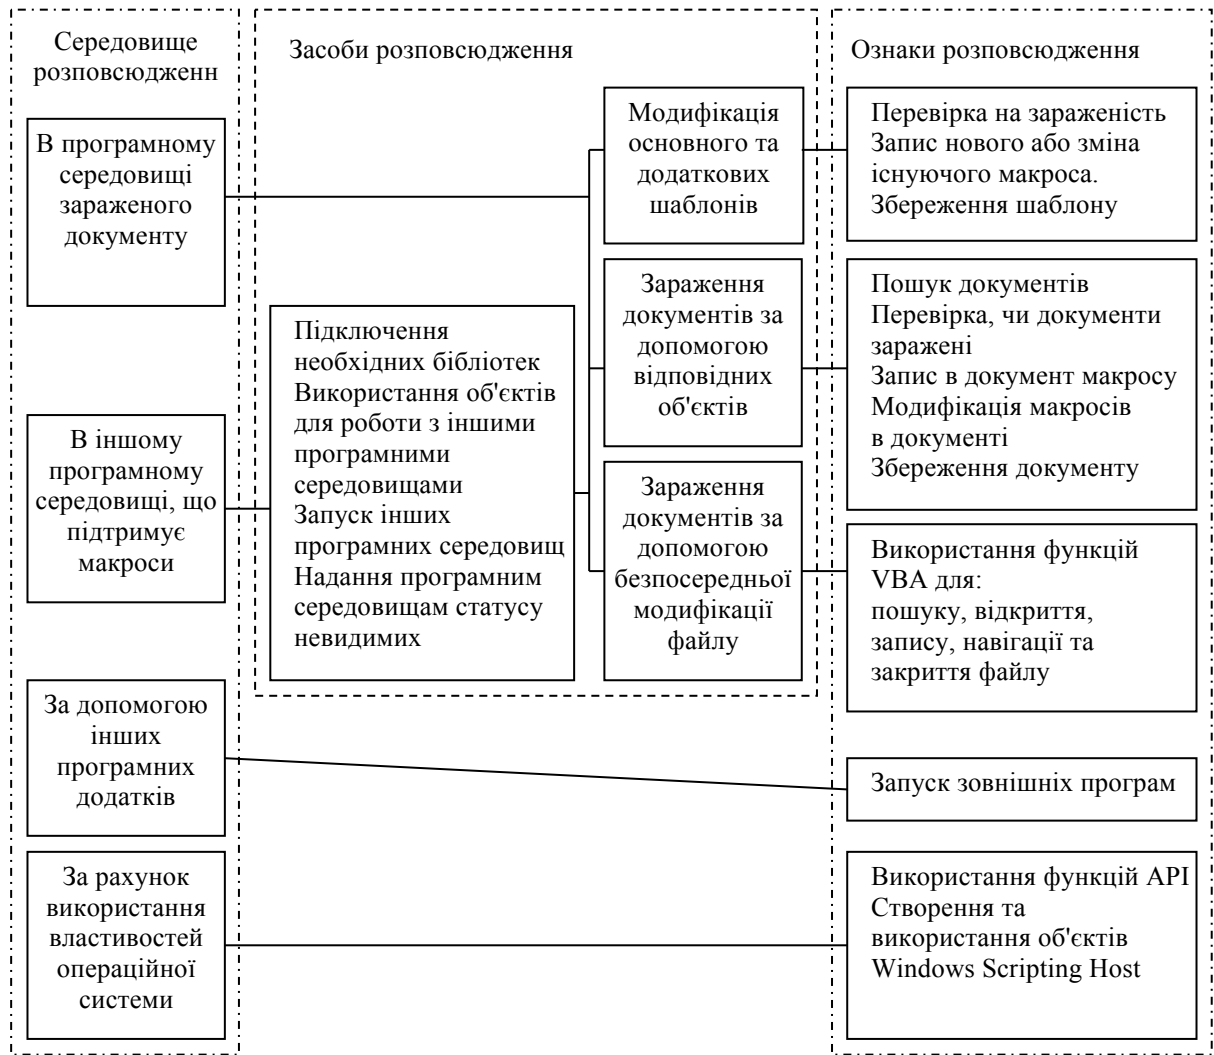 Середовище
розповсюдженн
В програмному
середовищі
зараженого
документу
В іншому
програмному
середовищі, що
підтримує
макроси
За допомогою
інших
програмних
додатків
За рахунок
використання
властивостей
операційної
системи
Засоби розповсюдження
Підключення
необхідних бібліотек
Використання об'єктів
для роботи з іншими
програмними
середовищами
Запуск інших
програмних середовищ
Надання програмним
середовищам статусу
невидимих
Модифікація
основного та
додаткових
шаблонів
Зараження
документів за
допомогою
відповідних
об'єктів
Зараження
документів за
допомогою
безпосередньої
модифікації
файлу
Ознаки розповсюдження
Перевірка на зараженість
Запис нового або зміна
існуючого макроса.
Збереження шаблону
Пошук документів
Перевірка, чи документи
заражені
Запис в документ макросу
Модифікація макросів
в документі
Збереження документу
Використання функцій
VBA для:
пошуку, відкриття,
запису, навігації та
закриття файлу
Запуск зовнішніх програм
Використання функцій API
Створення та
використання об'єктів
Windows Scripting Host